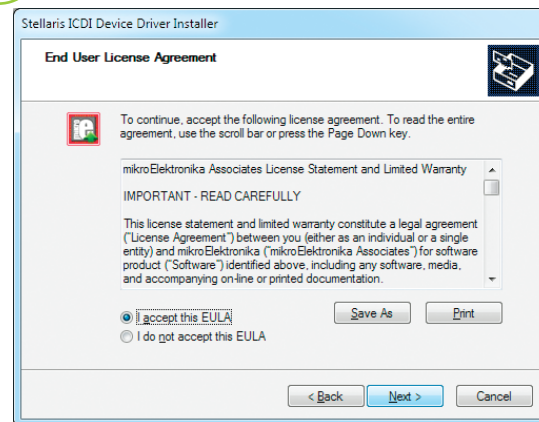 Stellaris ICDI Device Driver Installer
End User License Agreement
To continue, accept the following license agreement. To read the entire
agreement, use the scroll bar or press the Page Down key.
mikroElektronika Associates License Statement and Limited Warranty
IMPORTANT - READ CAREFULLY
This license statement and limited warranty constitute a legal agreement
("License Agreement") between you (either as an individual or a single
entity) and mikroElektronika ("mikroElektronika Associates") for software
product ("Software") identified above, including any software, media,
and accompanying on-line or printed documentation.
I accept this EULA
Save As
Print
I do not accept this EULA
< Back
Next >
Cancel